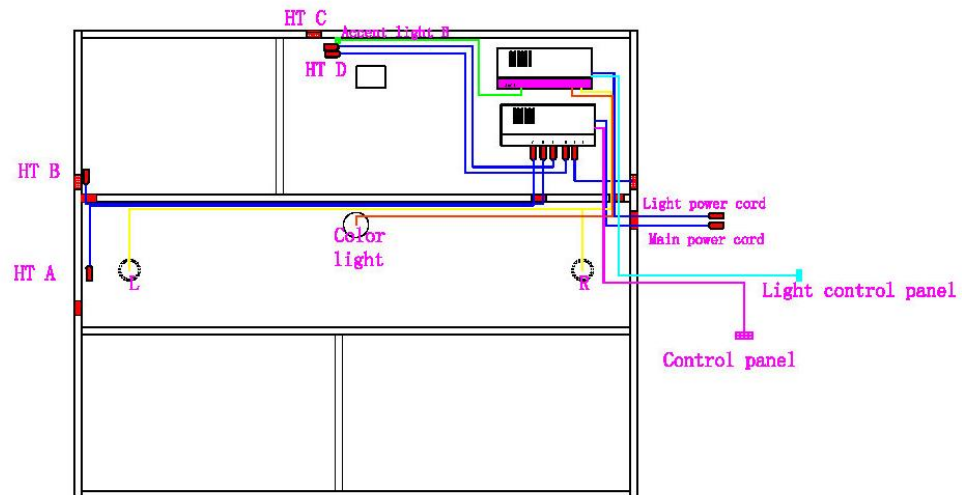 HT C
Accent light B
HT D
HT B
Light power cord
Color
light
Main power cord
HT A
L
R
Light control panel
Control panel